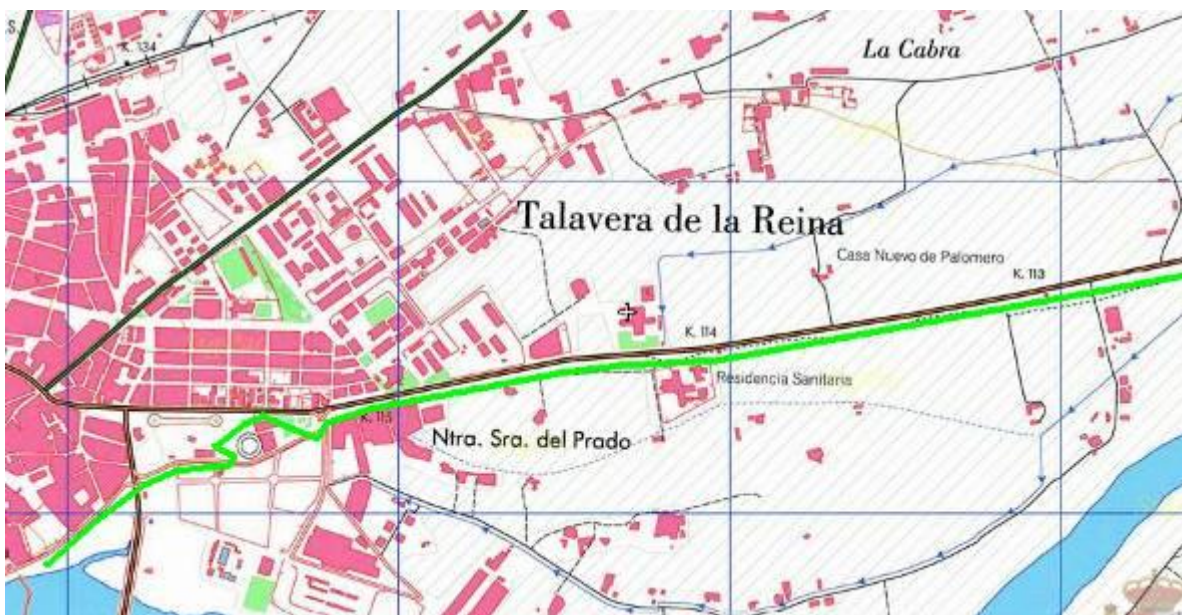 S.
K. 134
La Cabra
Talavera de la Reina
Casa Nuevo de Palomero
K. 113
K. 114
Residencia Sanitaria
K. 115
Ntra. Sra. del Prado